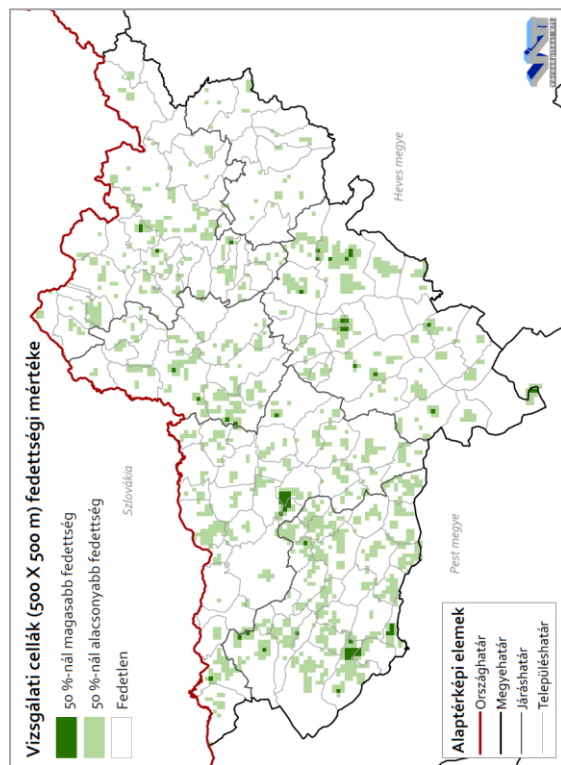 Vizsgálati cellák (500 X 500 m) fedettségi mértéke
50 %-nál magasabb fedettség
50 %-nál alacsonyabb fedettség
Fedetlen
Szlovákia
Heves megye
Pest megye
Alaptérképi elemek
Országhatár
Megyehatár
Járáshatár
Településhatár